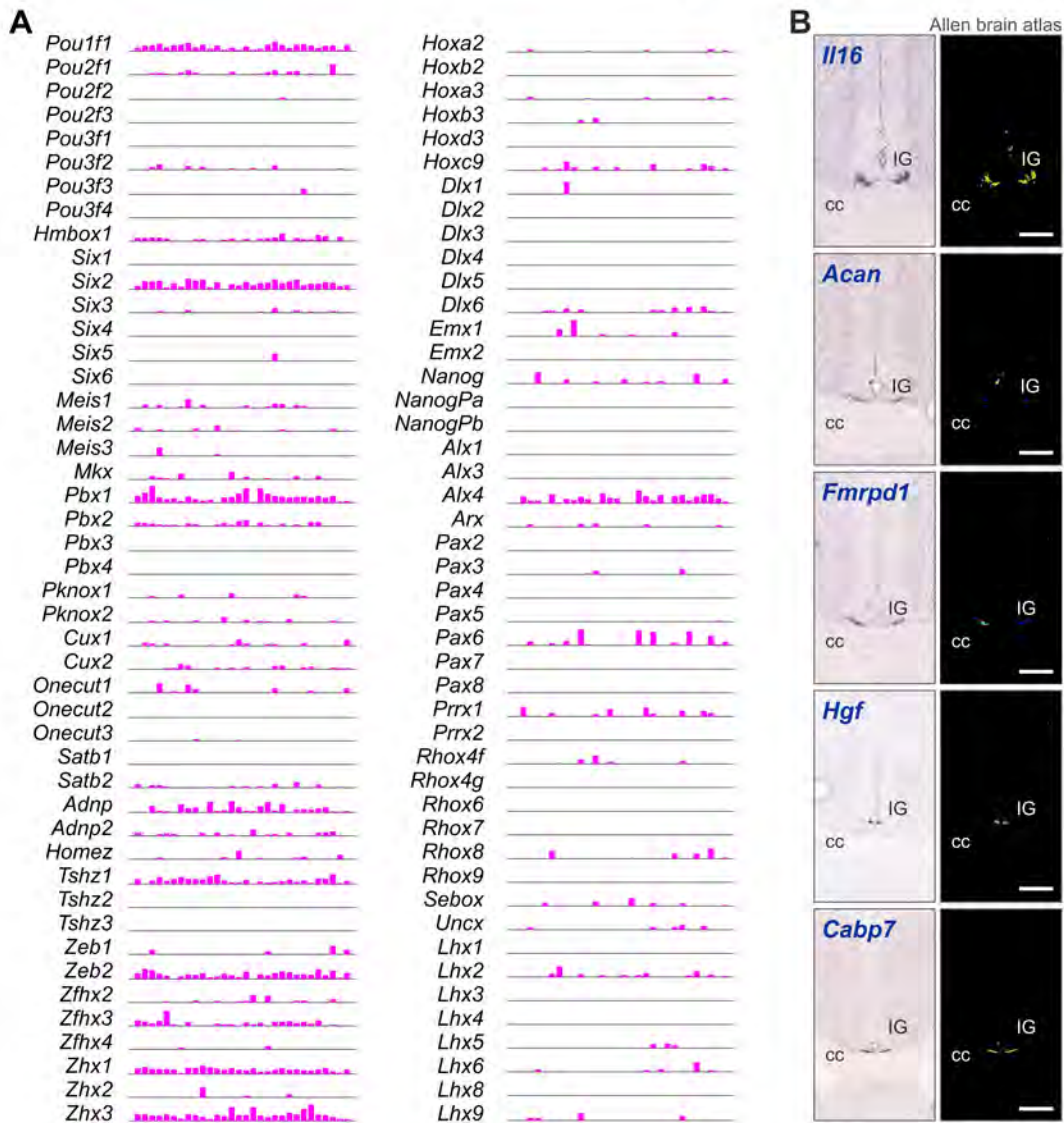 A
Pou1f1
Pou2f1
Pou2f2
Pou2f3
Pou3f1
Pou3f2
Pou3f3
Pou3f4
Hmbox1
Six1
Six2
Six3
Six4
Six5
Six6
Meis1
Meis2
Meis3
Mkx
Pbx1
Pbx2
Pbx3
Pbx4
Pknox1
Pknox2
Cux1
Cux2
Onecut1
Onecut2
Onecut3
Satb1
Satb2
Adnp
Adnp2
Homez
Tshz1
Tshz2
Tshz3
Zeb1
Zeb2
Zfhx2
Zfhx3
Zfhx4
Zhx1
Zhx2
Zhx3
Hoxa2
Hoxb2
Hoxa3
Hoxb3
Hoxd3
Hoxc9
Dlx1
Dlx2
Dlx3
Dlx4
Dlx5
Dlx6
Emx1
Emx2
Nanog
NanogPa
NanogPb
Alx1
Alx3
Alx4
Arx
Pax2
Pax3
Pax4
Pax5
Pax6
Pax7
Pax8
Prrx1
Prrx2
Rhox4f
Rhox4g
Rhox6
Rhox7
Rhox8
Rhox9
Sebox
Uncx
Lhx1
Lhx2
Lhx3
Lhx4
Lhx5
Lhx6
Lhx8
Lhx9
B
Allen brain atlas
Il16
IG IG
cc cc
Acan
IG IG
cc cc
Fmrpd1
IG IG
cc cc
Hgf
IG IG
cc cc
Cabp7
IG IG
cc cc